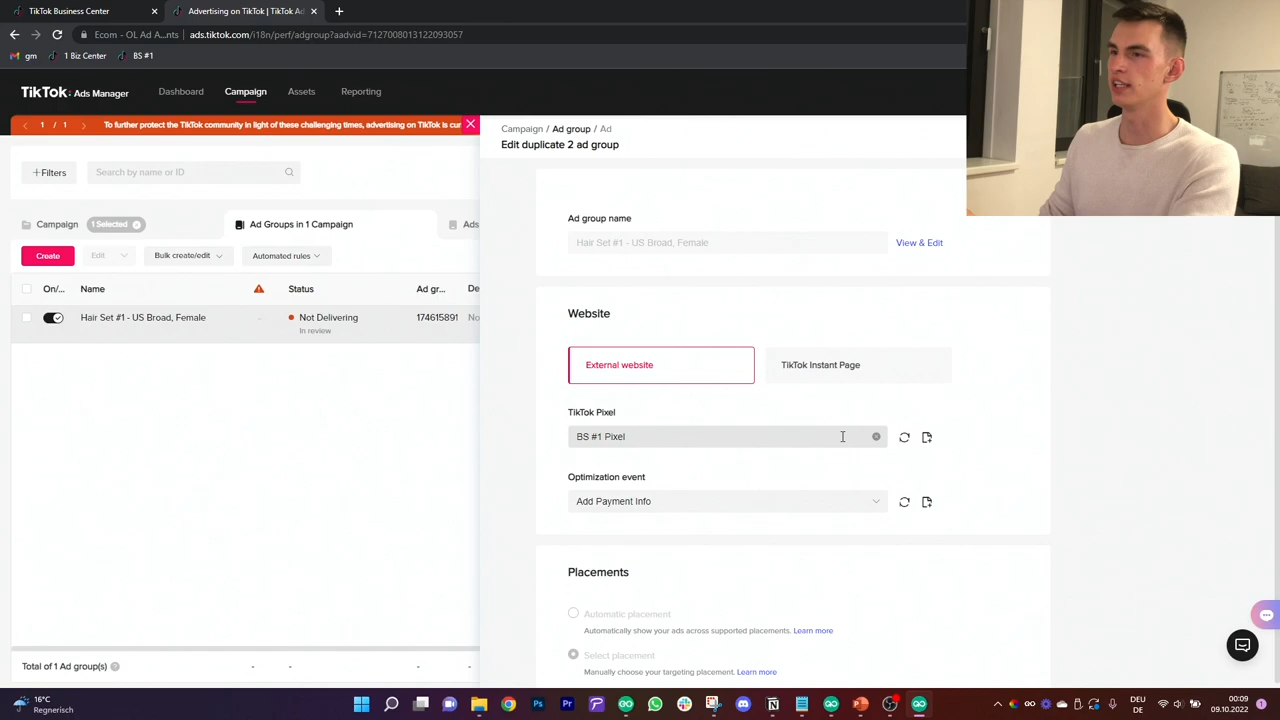 TikTok Business Center | On
TikTok Ads Manager
Ecom - OL Ad A...nts
ads.tiktok.com/i18n/perf/adgroup?aadvid=7127008013122093057
gm
1 Biz Center
BS #1
TikTok: Ads Manager
Dashboard
Campaign
Assets
Reporting
1 / 1
To further protect the TikTok community in light of these challenging times, advertising on TikTok is cur
Campaign / Ad group / Ad
Edit duplicate 2 ad group
+Filters
Search by name or ID
Ad group name
Hair Set #1 - US Broad, Female
View & Edit
Campaign
1 Selected
Ad Groups in 1 Campaign
Ads
Create
Edit
Bulk create/edit
Automated rules
On/...
Name
Status
Ad gr...
De
Hair Set #1 - US Broad, Female
-
Not Delivering
174615891
No
In review
Website
External website
TikTok Instant Page
TikTok Pixel
BS #1 Pixel
Optimization event
Add Payment Info
Placements
Automatic placement
Automatically show your ads across supported placements. Learn more
Select placement
Manually choose your targeting placement. Learn more
Total of 1 Ad group(s)
-
-
-
-
16°C
Regnerisch
DEU
DE
00:09
09.10.2022